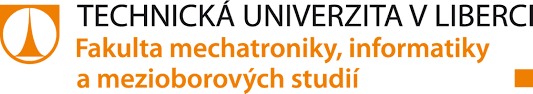 TECHNICKÁ UNIVERZITA V LIBERCI
Fakulta mechatroniky, informatiky
a mezioborových studií